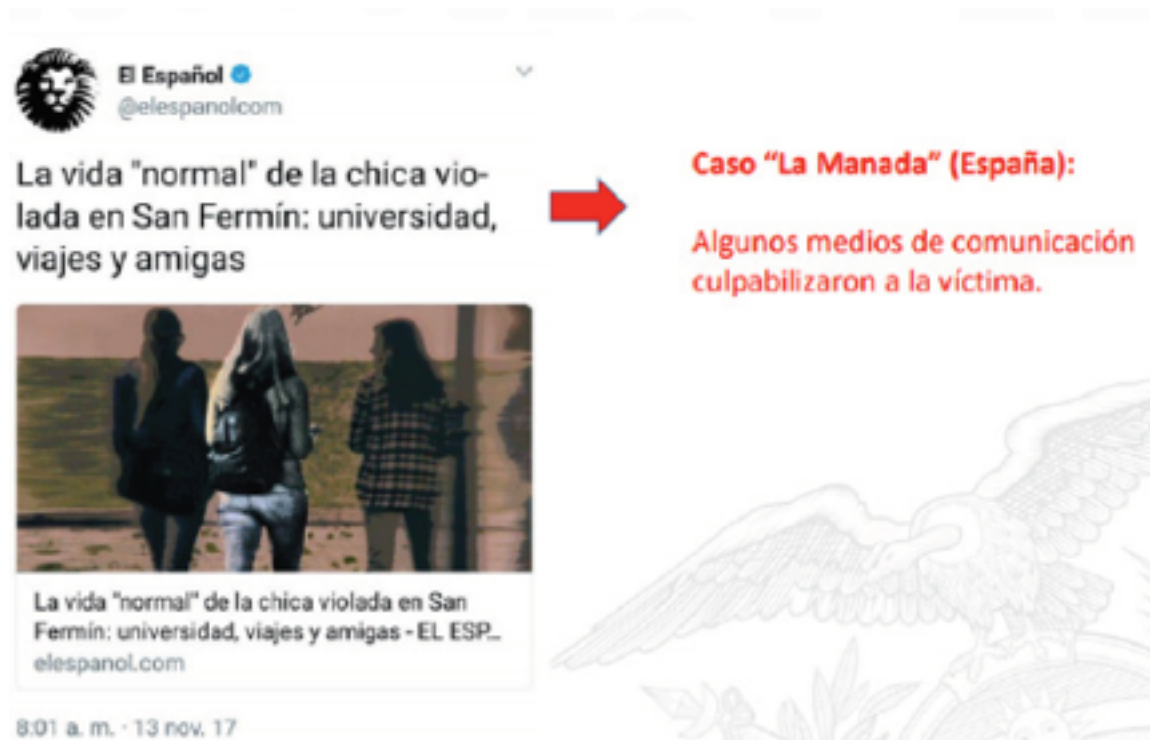 El Español
@elespanolcom
La vida "normal" de la chica vio-
lada en San Fermín: universidad,
viajes y amigas
La vida "normal" de la chica violada en San
Fermín: universidad, viajes y amigas - EL ESP...
elespanol.com
8:01 a. m. · 13 nov. 17
Caso “La Manada” (España):
Algunos medios de comunicación
culpabilizaron a la víctima.